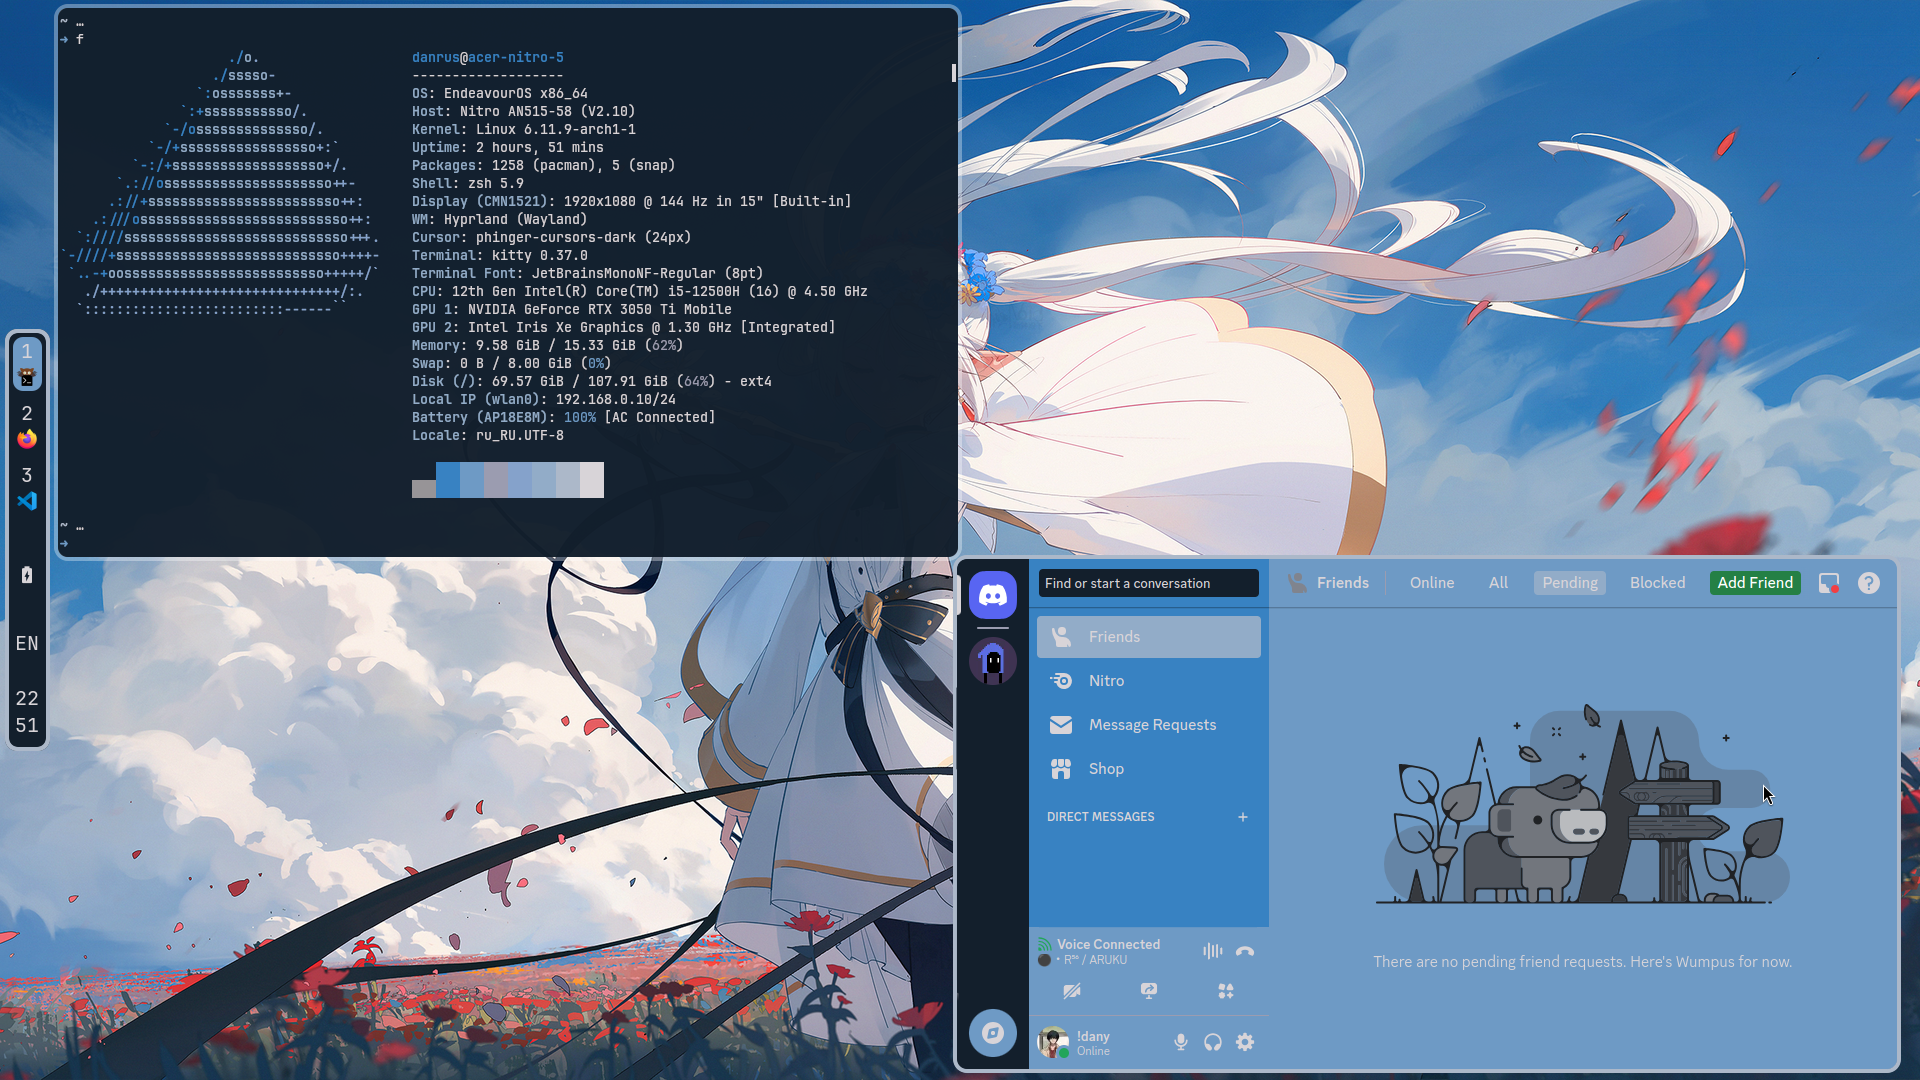 ~ …
➜ f
./o.
./sssso-
`:osssssss+-
`:+sssssssssso/.
`-/ossssssssssssso/.
`-/+sssssssssssssssso+:`
`-:/+sssssssssssssssssso+/.
`.://osssssssssssssssssssso++-
.://+ssssssssssssssssssssssso++:
.:///ossssssssssssssssssssssssso++:
`:////ssssssssssssssssssssssssssso+++.
`-////+ssssssssssssssssssssssssssso++++-
`..-+oosssssssssssssssssssssssso+++++/`
./++++++++++++++++++++++++++++++/:.
`:::::::::::::::::::::::::------``
danrus@acer-nitro-5
-------------------
OS: EndeavourOS x86_64
Host: Nitro AN515-58 (V2.10)
Kernel: Linux 6.11.9-arch1-1
Uptime: 2 hours, 51 mins
Packages: 1258 (pacman), 5 (snap)
Shell: zsh 5.9
Display (CMN1521): 1920x1080 @ 144 Hz in 15" [Built-in]
WM: Hyprland (Wayland)
Cursor: phinger-cursors-dark (24px)
Terminal: kitty 0.37.0
Terminal Font: JetBrainsMonoNF-Regular (8pt)
CPU: 12th Gen Intel(R) Core(TM) i5-12500H (16) @ 4.50 GHz
GPU 1: NVIDIA GeForce RTX 3050 Ti Mobile
GPU 2: Intel Iris Xe Graphics @ 1.30 GHz [Integrated]
Memory: 9.58 GiB / 15.33 GiB (62%)
Swap: 0 B / 8.00 GiB (0%)
Disk (/): 69.57 GiB / 107.91 GiB (64%) - ext4
Local IP (wlan0): 192.168.0.10/24
Battery (AP18E8M): 100% [AC Connected]
Locale: ru_RU.UTF-8
~ …
➜
1
2
3
EN
22
51
Find or start a conversation
Friends
Online
All
Pending
Blocked
Add Friend
Friends
Nitro
Message Requests
Shop
DIRECT MESSAGES +
Voice Connected
There are no pending friend requests. Here's Wumpus for now.
!dany
Online